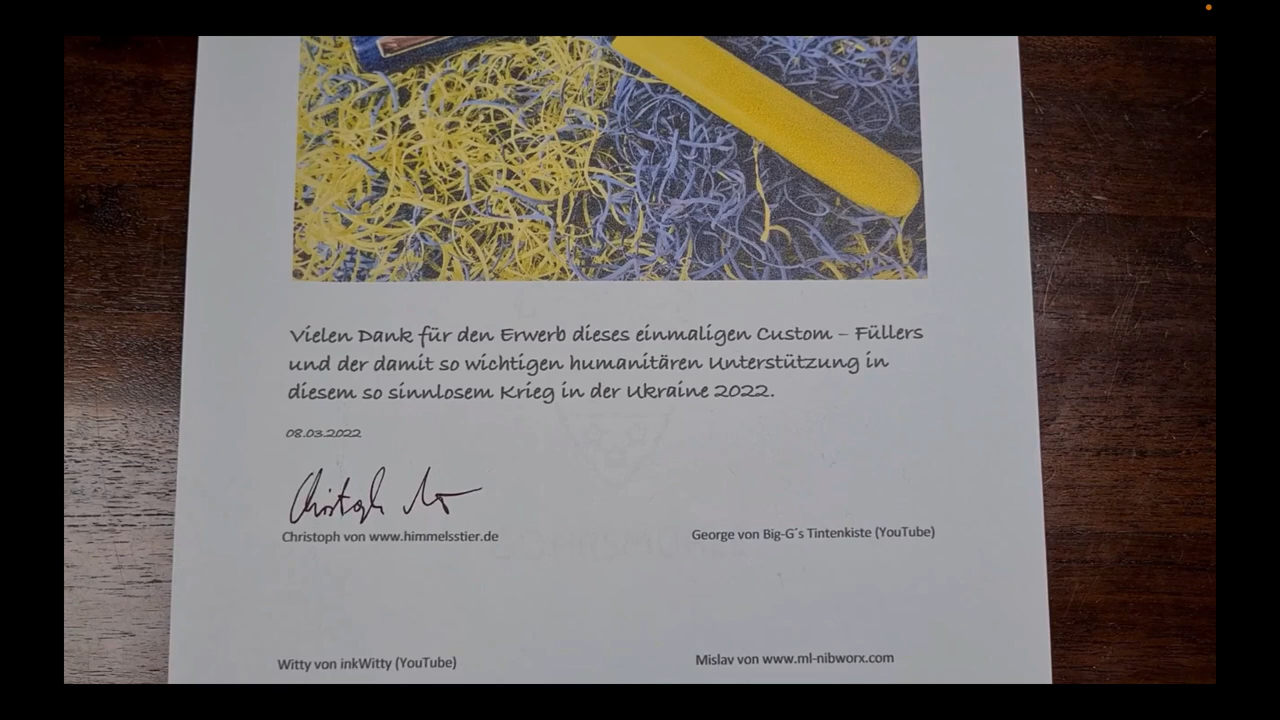 Vielen Dank für den Erwerb dieses einmaligen Custom – Füllers
und der damit so wichtigen humanitären Unterstützung in
diesem so sinnlosem Krieg in der Ukraine 2022.
08.03.2022
Christoph
Christoph von www.himmelsstier.de
George von Big-G´s Tintenkiste (YouTube)
Witty von inkWitty (YouTube)
Mislav von www.ml-nibworx.com